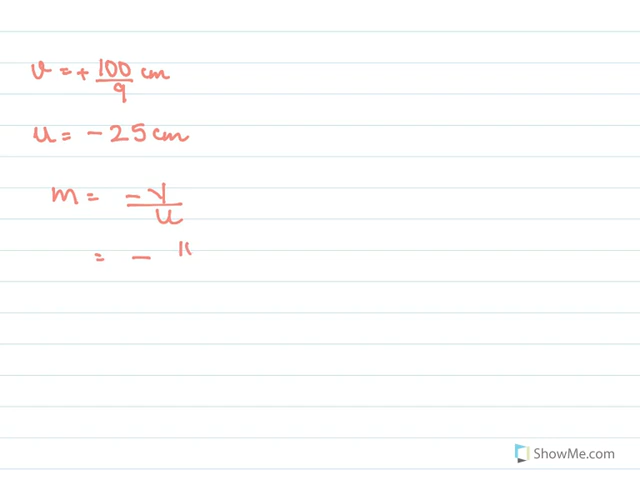 v = + 100/9 cm
u = - 25 cm
m = - v/u
= -
ShowMe.com